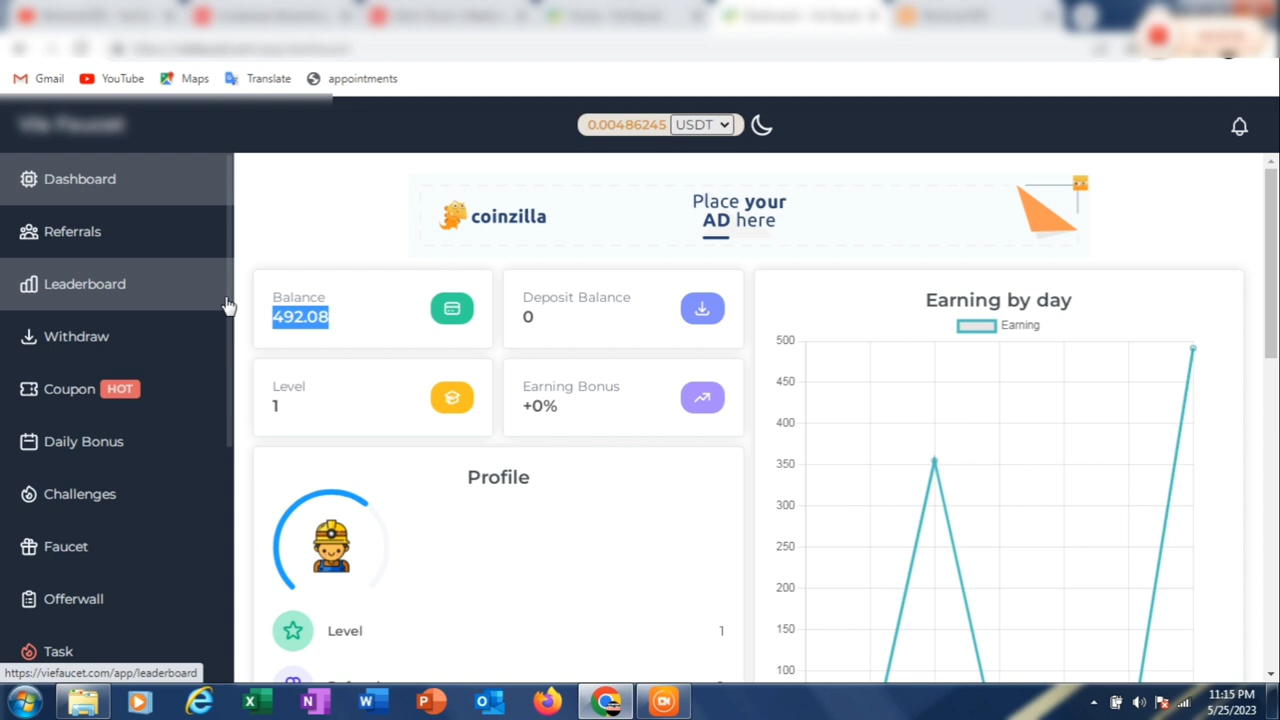 Gmail YouTube Maps Translate appointments
Vie Faucet
0.00486245 USDT
Dashboard
Referrals
Leaderboard
Withdraw
Coupon HOT
Daily Bonus
Challenges
Faucet
Offerwall
Task
https://viefaucet.com/app/leaderboard
coinzilla
Place your
AD here
Balance
492.08
Deposit Balance
0
Level
1
Earning Bonus
+0%
Profile
Level 1
Earning by day
Earning
500
450
400
350
300
250
200
150
100
11:15 PM
5/25/2023